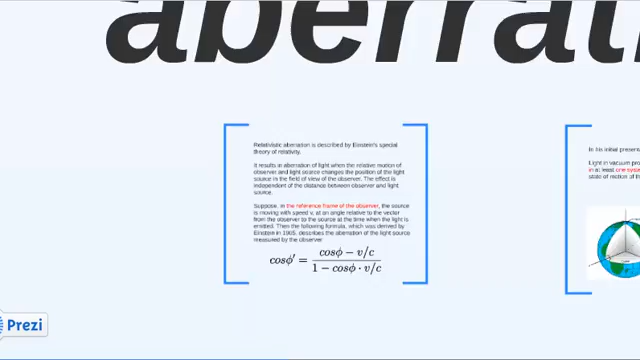 aberrati
Relativistic aberration is described by Einstein's special
theory of relativity.
It results in aberration of light when the relative motion of
observer and light source changes the position of the light
source in the field of view of the observer. The effect is
independent of the distance between observer and light
source.
Suppose, in the reference frame of the observer, the source
is moving with speed v, at an angle relative to the vector
from the observer to the source at the time when the light is
emitted. Then the following formula, which was derived by
Einstein in 1905, describes the aberration of the light source
measured by the observer
cosϕ′ = (cosϕ − v/c) / (1 − cosϕ · v/c)
In his initial presen
Light in vacuum pro
in at least one syst
state of motion of th
Prezi